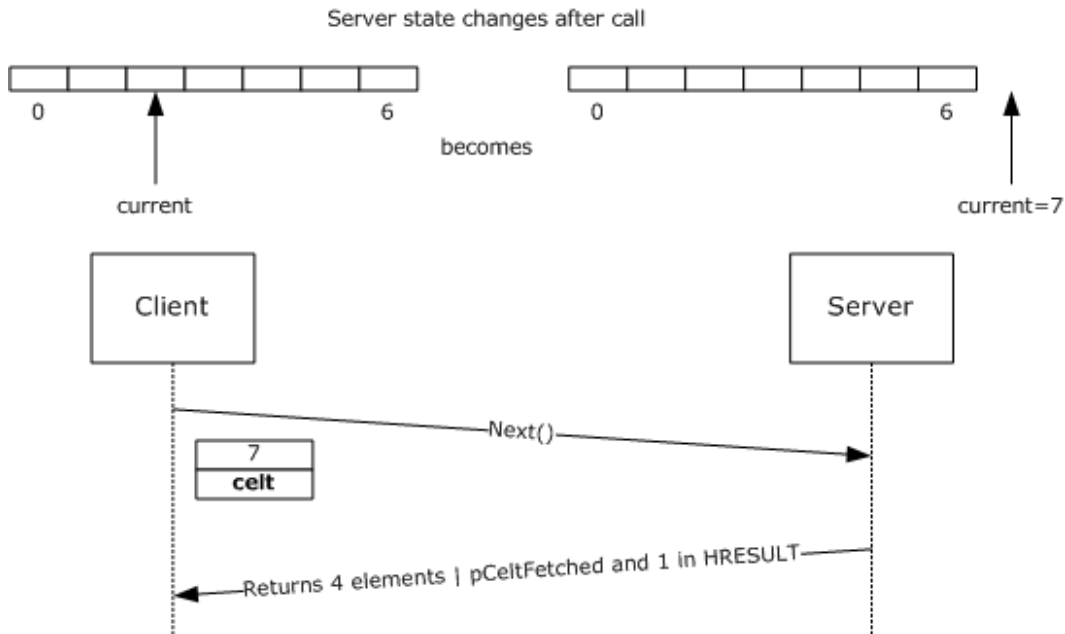 Server state changes after call
0 6 0 6
becomes
current current=7
Client Server
Next()
7
celt
Returns 4 elements | pCeltFetched and 1 in HRESULT